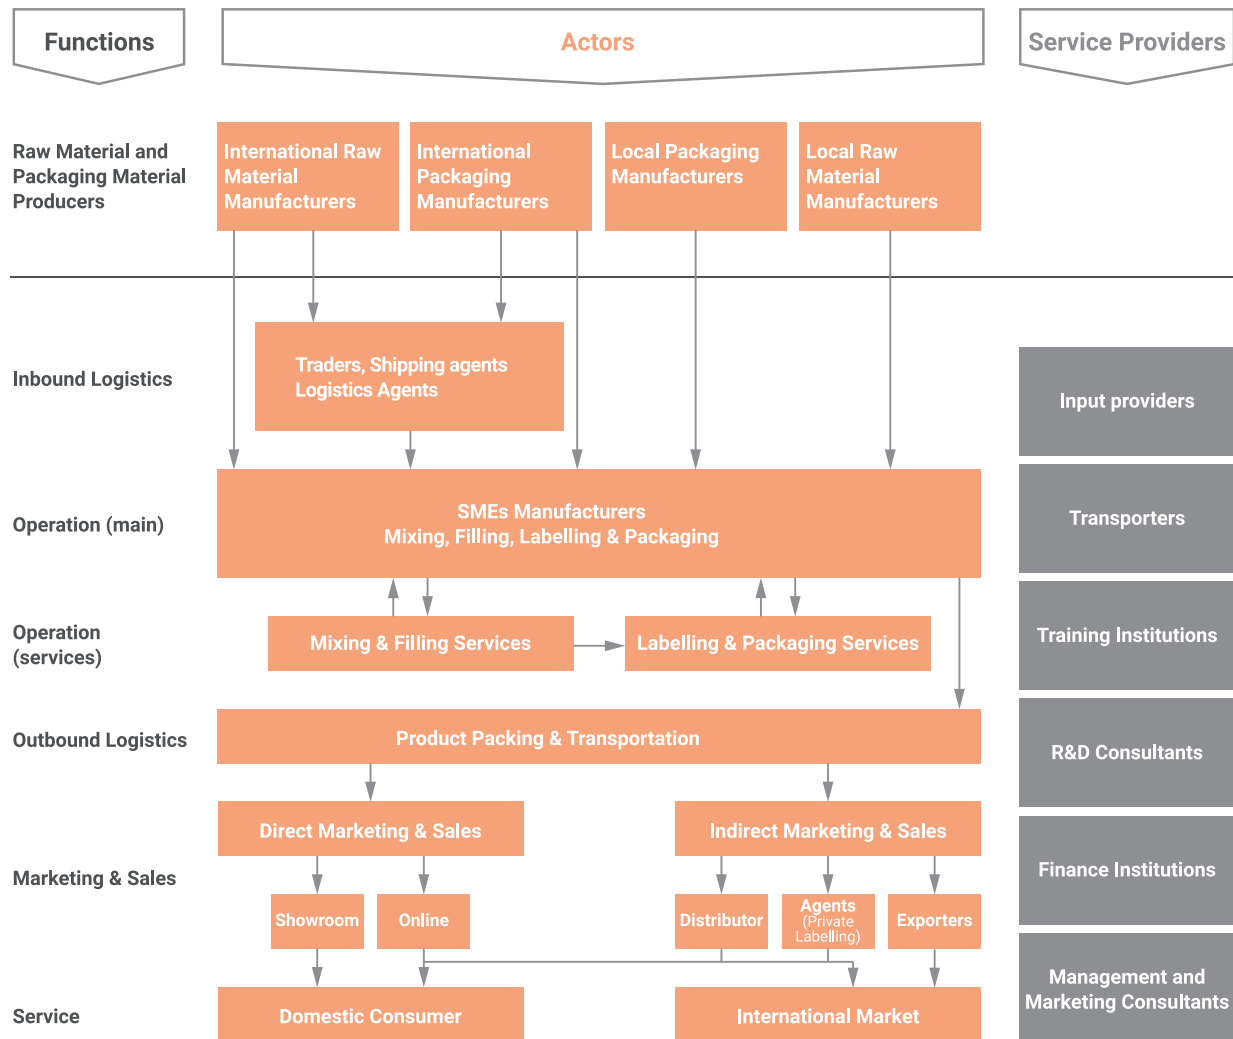 Functions
Actors
Service Providers
Raw Material and
Packaging Material
Producers
International Raw
Material
Manufacturers
International
Packaging
Manufacturers
Local Packaging
Manufacturers
Local Raw
Material
Manufacturers
Inbound Logistics
Traders, Shipping agents
Logistics Agents
Input providers
Operation (main)
SMEs Manufacturers
Mixing, Filling, Labelling & Packaging
Transporters
Operation
(services)
Mixing & Filling Services
Labelling & Packaging Services
Training Institutions
Outbound Logistics
Product Packing & Transportation
R&D Consultants
Marketing & Sales
Direct Marketing & Sales
Indirect Marketing & Sales
Showroom
Online
Distributor
Agents
(Private
Labelling)
Exporters
Finance Institutions
Service
Domestic Consumer
International Market
Management and
Marketing Consultants